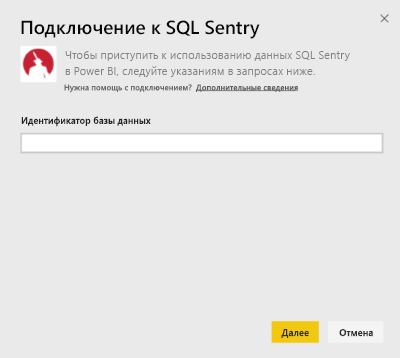 Подключение к SQL Sentry
Чтобы приступить к использованию данных SQL Sentry
в Power BI, следуйте указаниям в запросах ниже.
Нужна помощь с подключением? Дополнительные сведения
Идентификатор базы данных
Далее Отмена